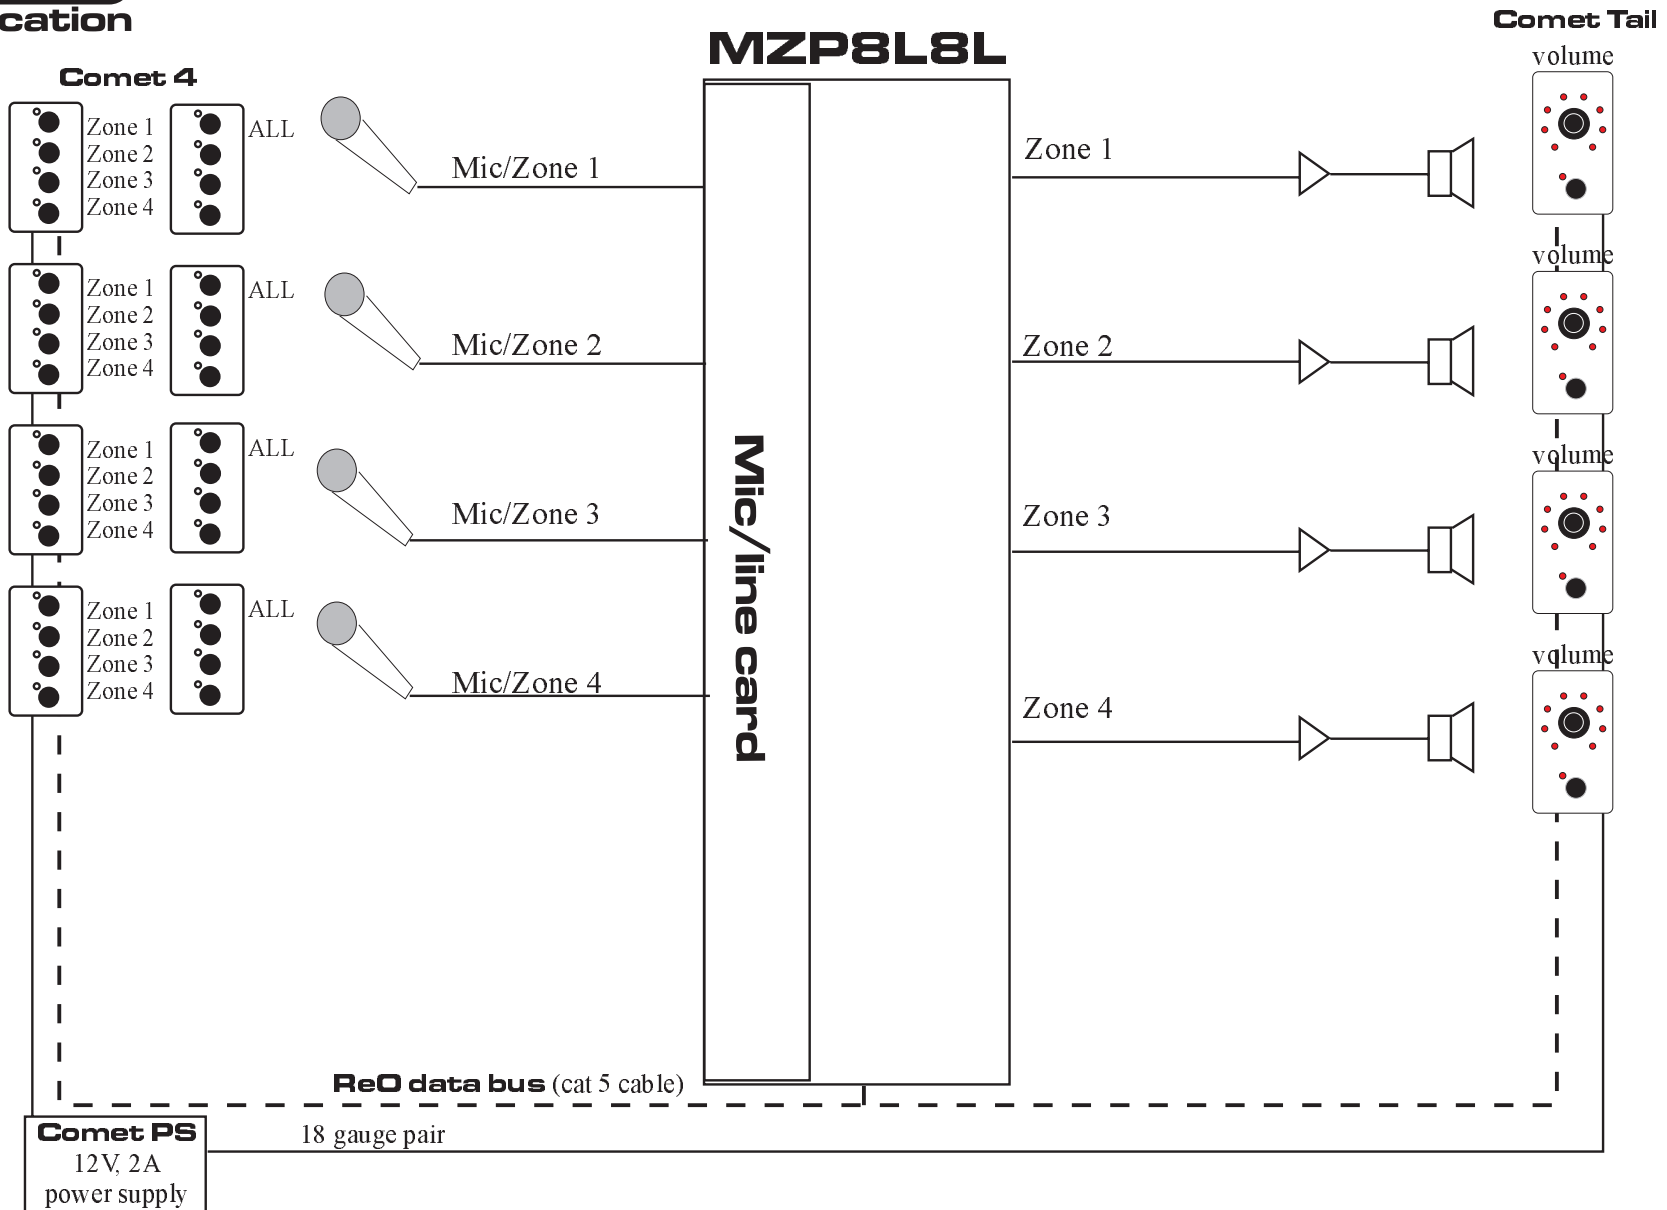 cation
Comet Tail
MZP8L8L
volume
Comet 4
Zone 1
Zone 2
Zone 3
Zone 4
ALL
Mic/Zone 1
Zone 1
volume
Zone 1
Zone 2
Zone 3
Zone 4
ALL
Mic/Zone 2
Zone 2
volume
Zone 1
Zone 2
Zone 3
Zone 4
ALL
Mic/Zone 3
Zone 3
volume
Zone 1
Zone 2
Zone 3
Zone 4
ALL
Mic/Zone 4
Zone 4
Mic/line card
ReO data bus (cat 5 cable)
18 gauge pair
Comet PS
12V, 2A
power supply